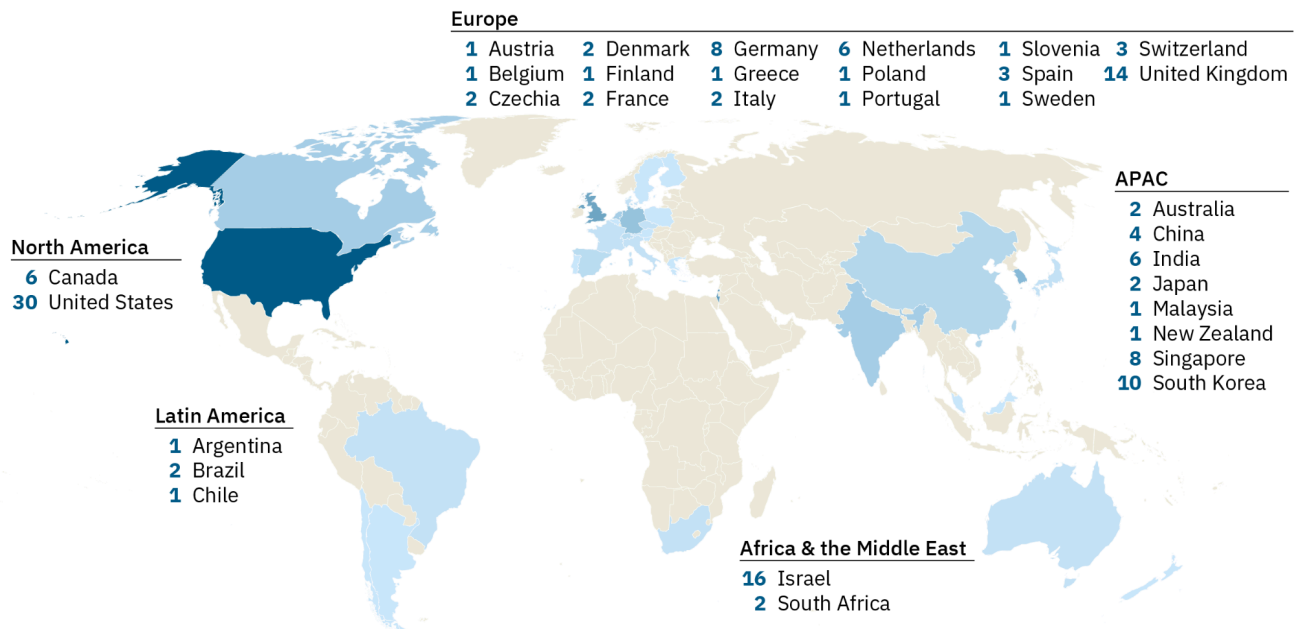 Europe
1 Austria 2 Denmark 8 Germany 6 Netherlands 1 Slovenia 3 Switzerland
1 Belgium 1 Finland 1 Greece 1 Poland 3 Spain 14 United Kingdom
2 Czechia 2 France 2 Italy 1 Portugal 1 Sweden
APAC
2 Australia
4 China
6 India
2 Japan
1 Malaysia
1 New Zealand
8 Singapore
10 South Korea
North America
6 Canada
30 United States
Latin America
1 Argentina
2 Brazil
1 Chile
Africa & the Middle East
16 Israel
2 South Africa